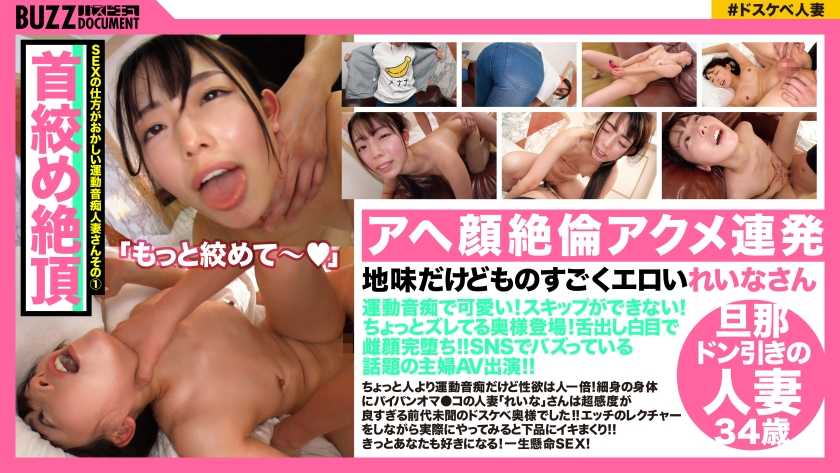 BUZZ
DOCUMENT
#ドスケベ人妻
SEXの仕方がおかしい運動音痴人妻さんその①
首絞め絶頂
「もっと絞めて～♥」
アヘ顔絶倫アクメ連発
地味だけどものすごくエロいれいなさん
運動音痴で可愛い!スキップができない!
ちょっとズレてる奥様登場!舌出し白目で
雌顔完堕ち!!SNSでバズっている
話題の主婦AV出演!!
ちょっと人より運動音痴だけど性欲は人一倍!細身の身体
にパイパンオマ●コの人妻「れいな」さんは超感度が
良すぎる前代未聞のドスケベ奥様でした!!エッチのレクチャー
をしながら実際にやってみると下品にイキまくり!!
きっとあなたも好きになる!一生懸命SEX!
旦那
ドン引きの
人妻
34歳